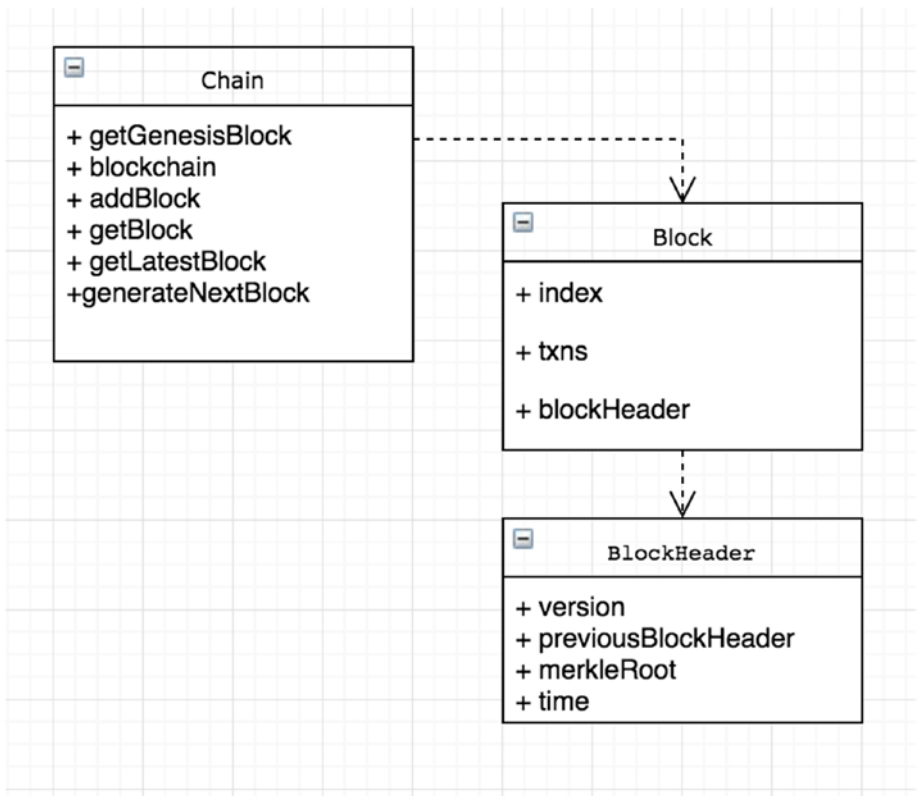 Chain
+ getGenesisBlock
+ blockchain
+ addBlock
+ getBlock
+ getLatestBlock
+generateNextBlock
Block
+ index
+ txns
+ blockHeader
BlockHeader
+ version
+ previousBlockHeader
+ merkleRoot
+ time